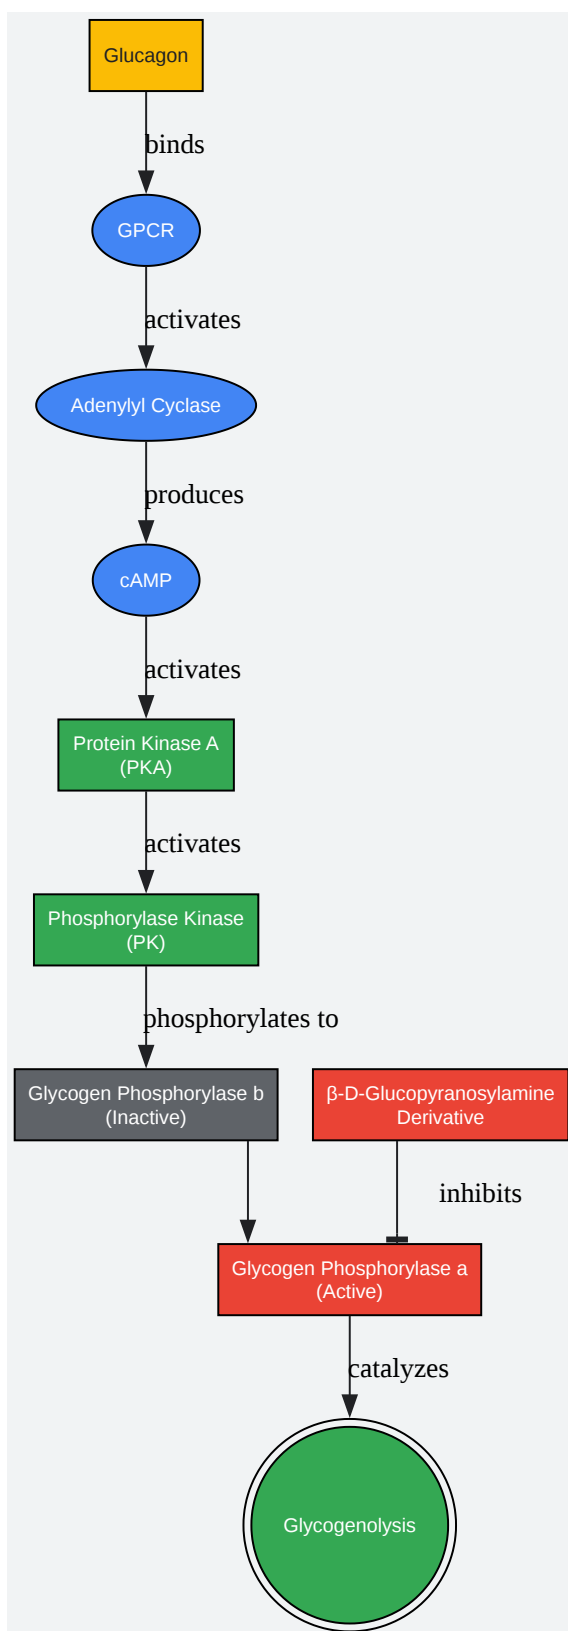 Glucagon
binds
GPCR
activates
Adenylyl Cyclase
produces
cAMP
activates
Protein Kinase A
(PKA)
activates
Phosphorylase Kinase
(PK)
phosphorylates to
Glycogen Phosphorylase b
(Inactive)
β-D-Glucopyranosylamine
Derivative
inhibits
Glycogen Phosphorylase a
(Active)
catalyzes
Glycogenolysis